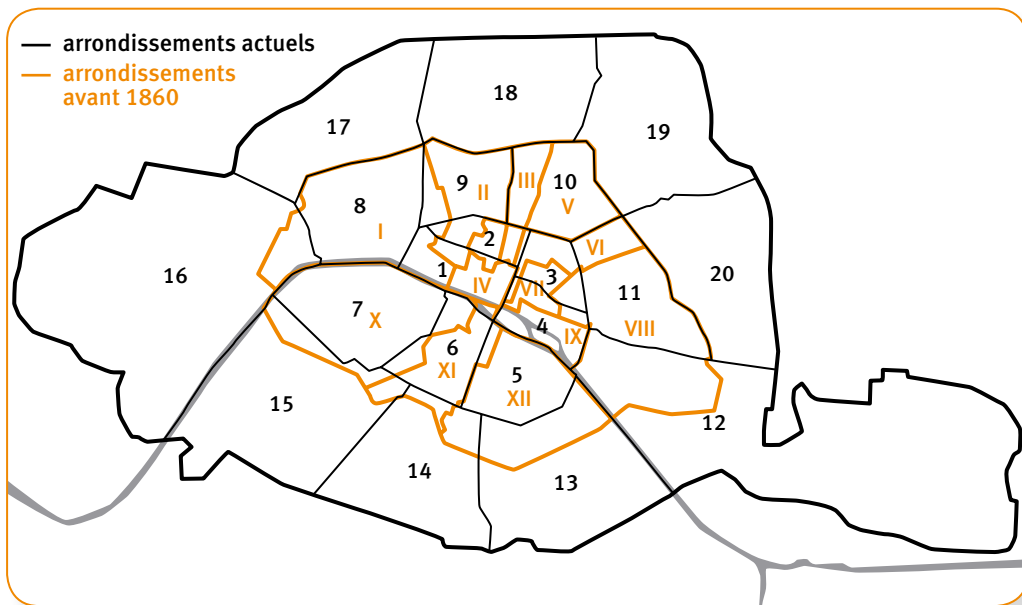 arrondissements actuels
arrondissements
avant 1860
18
17
19
9
II
III
10
V
8
I
2
VI
16
1
IV
VII
3
20
11
7
X
4
IX
VIII
6
XI
5
XII
15
12
14
13